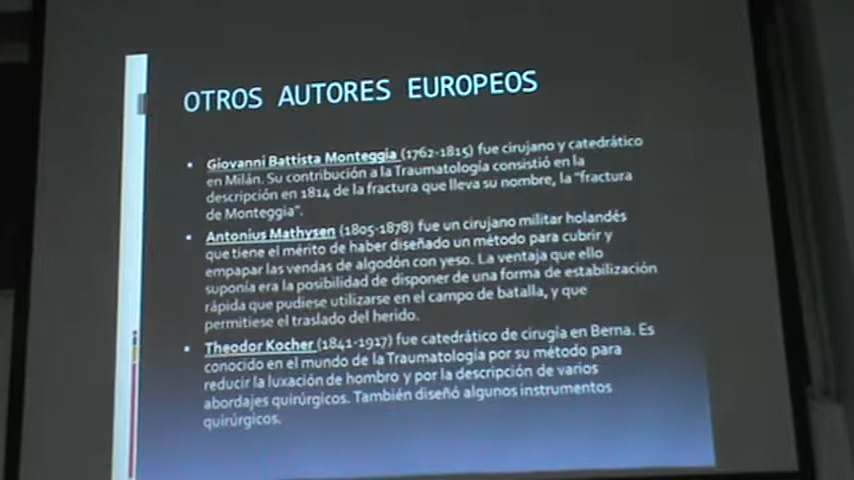 OTROS AUTORES EUROPEOS
Giovanni Battista Monteggia (1762-1815) fue cirujano y catedrático
en Milán. Su contribución a la Traumatología consistió en la
descripción en 1814 de la fractura que lleva su nombre, la "fractura
de Monteggia".
Antonius Mathysen (1805-1878) fue un cirujano militar holandés
que tiene el mérito de haber diseñado un método para cubrir y
empapar las vendas de algodón con yeso. La ventaja que ello
suponía era la posibilidad de disponer de una forma de estabilización
rápida que pudiese utilizarse en el campo de batalla, y que
permitiese el traslado del herido.
Theodor Kocher (1841-1917) fue catedrático de cirugía en Berna. Es
conocido en el mundo de la Traumatología por su método para
reducir la luxación de hombro y por la descripción de varios
abordajes quirúrgicos. También diseñó algunos instrumentos
quirúrgicos.